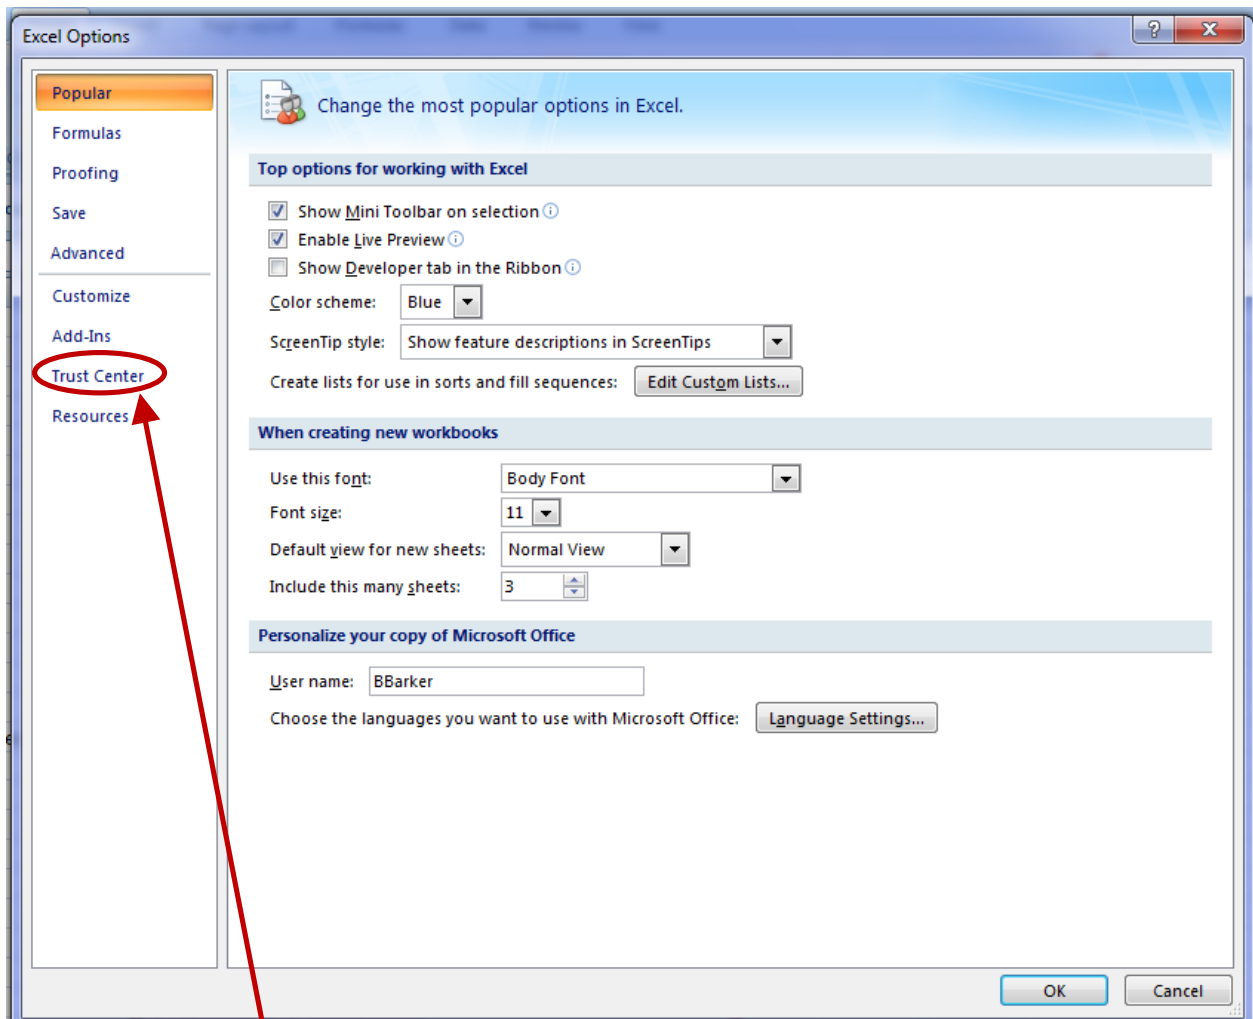 Excel Options
Popular
Formulas
Proofing
Save
Advanced
Customize
Add-Ins
Trust Center
Resources
Change the most popular options in Excel.
Top options for working with Excel
Show Mini Toolbar on selection
Enable Live Preview
Show Developer tab in the Ribbon
Color scheme: Blue
ScreenTip style: Show feature descriptions in ScreenTips
Create lists for use in sorts and fill sequences: Edit Custom Lists...
When creating new workbooks
Use this font: Body Font
Font size: 11
Default view for new sheets: Normal View
Include this many sheets: 3
Personalize your copy of Microsoft Office
User name: BBarker
Choose the languages you want to use with Microsoft Office: Language Settings...
OK Cancel